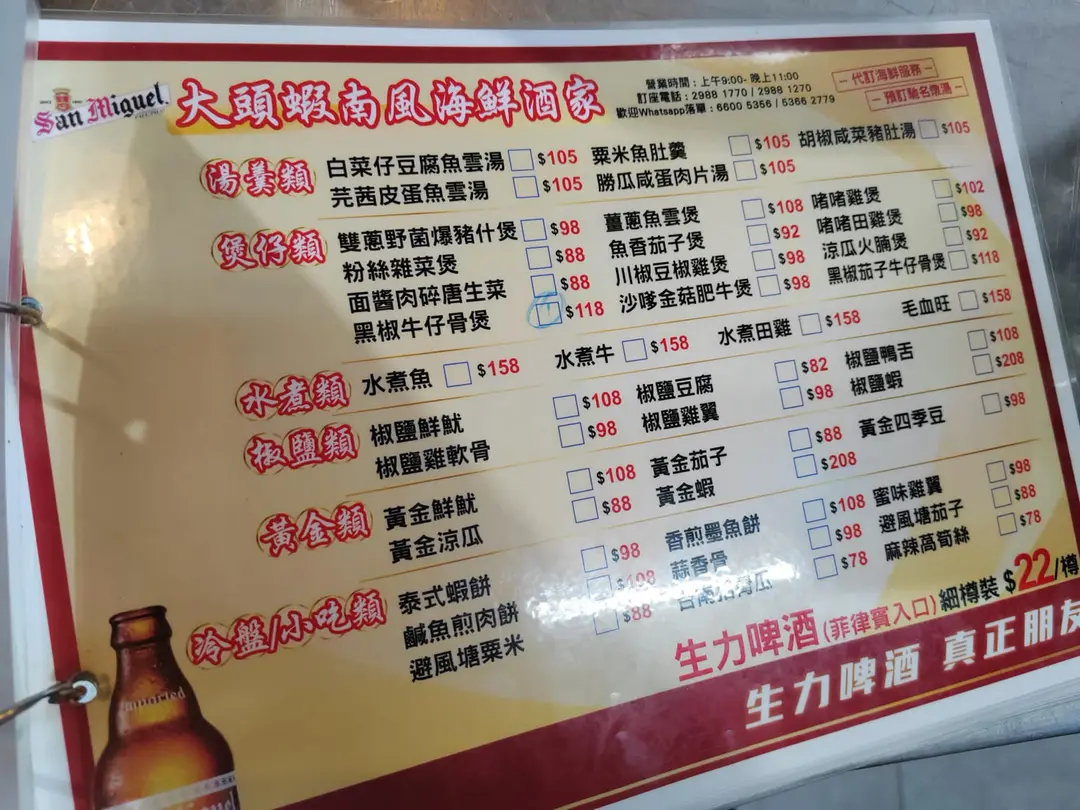 San Miguel.
大頭蝦南風海鮮酒家
營業時間：上午9:00- 晚上11:00
訂座電話：2988 1770 / 2988 1270
歡迎Whatsapp落單：6600 5356 / 5366 2779
代訂海鮮服務
湯羹類
白菜仔豆腐魚雲湯 $105 粟米魚肚羹 $105 胡椒咸菜豬肚湯 $105
芫茜皮蛋魚雲湯 $105 勝瓜咸蛋肉片湯 $105
煲仔類
雙蔥野菌爆豬什煲 $98 薑蔥魚雲煲 $108 啫啫雞煲 $102
粉絲雜菜煲 $88 魚香茄子煲 $92 啫啫田雞煲 $98
面醬肉碎唐生菜 $88 川椒豆椒雞煲 $98 涼瓜火腩煲 $92
黑椒牛仔骨煲 $118 沙嗲金菇肥牛煲 $98 黑椒茄子牛仔骨煲 $118
水煮類
水煮魚 $158 水煮牛 $158 水煮田雞 $158 毛血旺 $158
椒鹽類
椒鹽鮮魷 $108 椒鹽豆腐 $82 椒鹽鴨舌 $108
椒鹽雞軟骨 $98 椒鹽雞翼 $98 椒鹽蝦 $208
黃金類
黃金鮮魷 $108 黃金茄子 $88 黃金四季豆 $98
黃金涼瓜 $88 黃金蝦 $208
冷盤/小吃類
泰式蝦餅 $98 香煎墨魚餅 $108 蜜味雞翼 $98
鹹魚煎肉餅 $108 蒜香骨 $98 避風塘茄子 $88
避風塘粟米 $88 $78 麻辣萵筍絲 $78
生力啤酒(菲律賓入口) 細樽裝 $22/樽
生力啤酒 真正朋友
imported